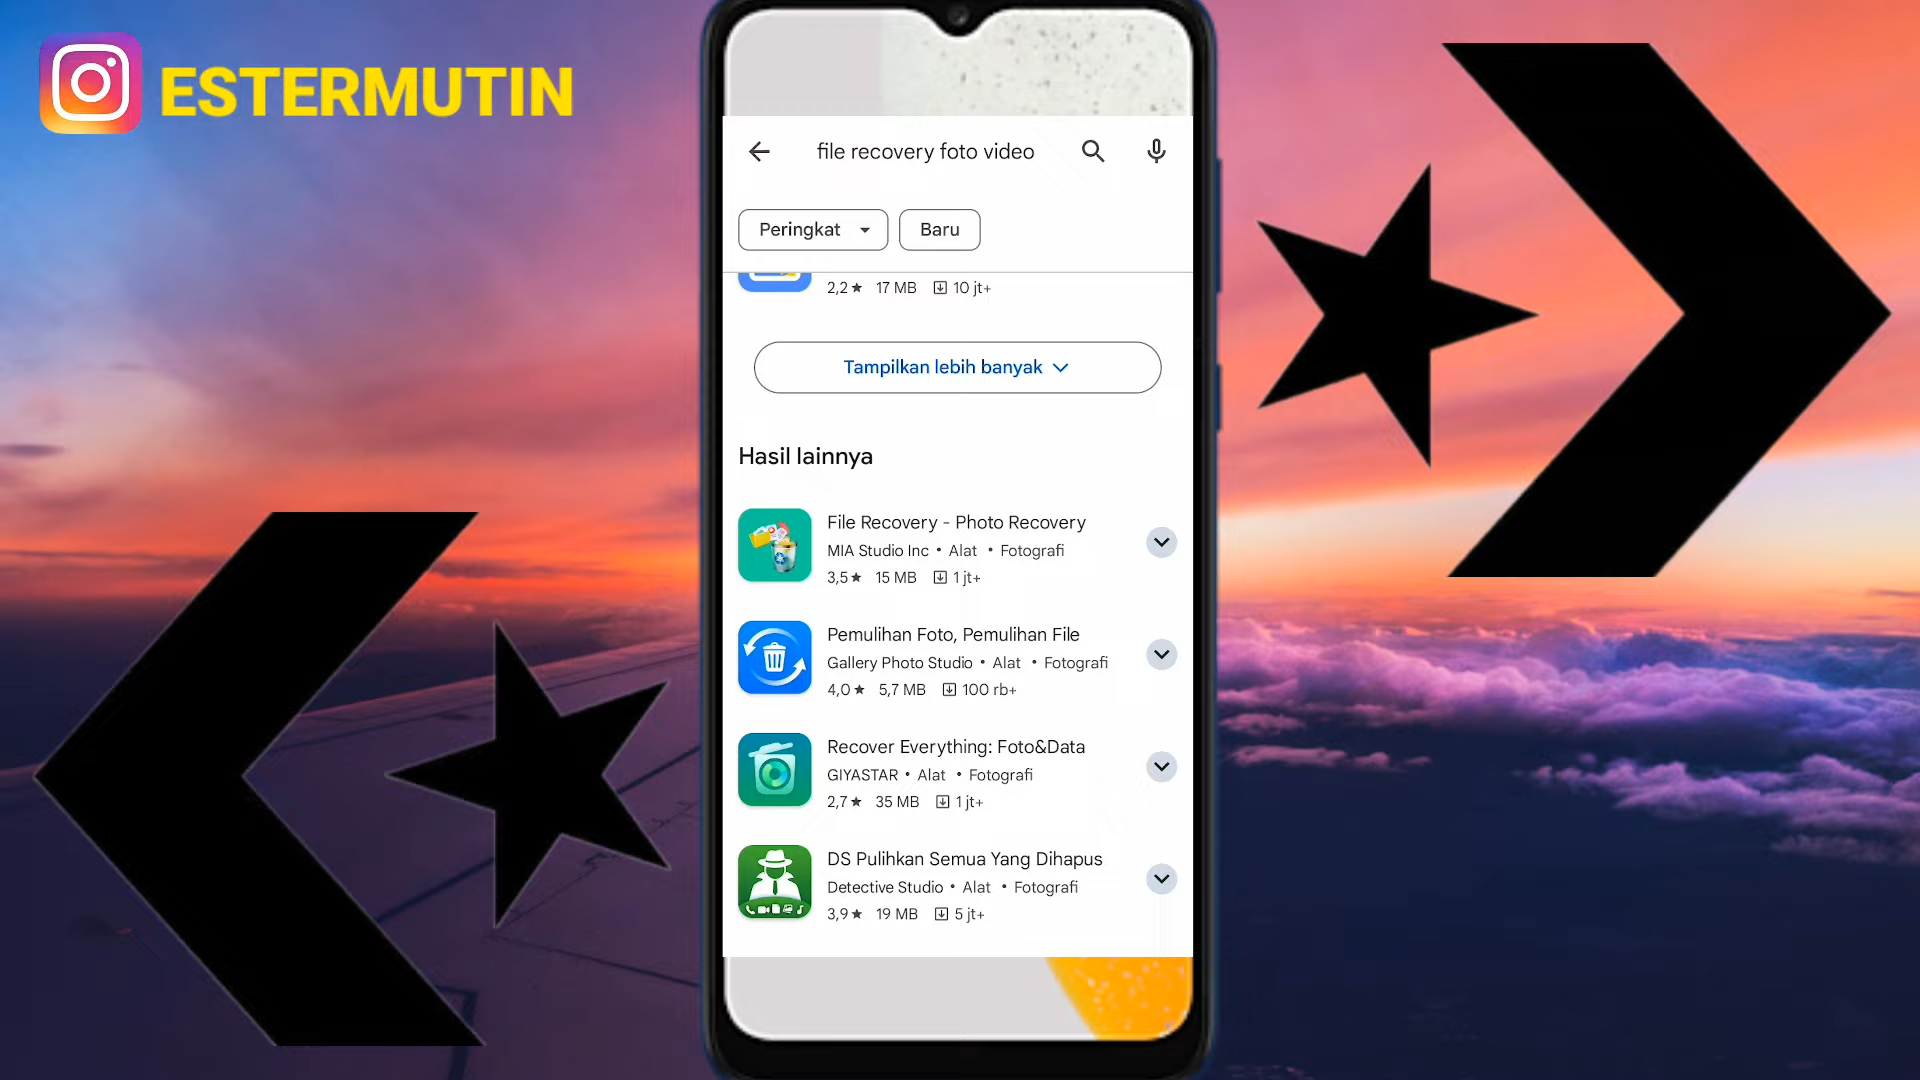 ESTERMUTIN
file recovery foto video
Peringkat
Baru
2,2★ 17 MB 10 jt+
Tampilkan lebih banyak
Hasil lainnya
File Recovery - Photo Recovery
MIA Studio Inc • Alat • Fotografi
3,5★ 15 MB 1 jt+
Pemulihan Foto, Pemulihan File
Gallery Photo Studio • Alat • Fotografi
4,0★ 5,7 MB 100 rb+
Recover Everything: Foto&Data
GIYASTAR • Alat • Fotografi
2,7★ 35 MB 1 jt+
DS Pulihkan Semua Yang Dihapus
Detective Studio • Alat • Fotografi
3,9★ 19 MB 5 jt+